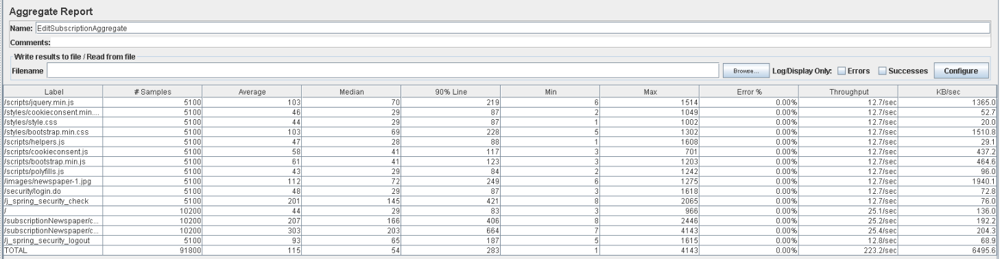 Aggregate Report
Name: EditSubscriptionAggregate
Comments:
Write results to file / Read from file
Filename Browse... Log/Display Only: Errors Successes Configure
Label # Samples Average Median 90% Line Min Max Error % Throughput KB/sec
/scripts/jquery.min.js 5100 103 70 219 6 1514 0.00% 12.7/sec 1365.0
/styles/cookieconsent.min.... 5100 46 29 87 2 1049 0.00% 12.7/sec 52.7
/styles/style.css 5100 44 29 87 1 1002 0.00% 12.7/sec 20.0
/styles/bootstrap.min.css 5100 103 69 228 5 1302 0.00% 12.7/sec 1510.8
/scripts/helpers.js 5100 47 28 88 1 1608 0.00% 12.7/sec 29.1
/scripts/cookieconsent.js 5100 58 41 117 3 701 0.00% 12.7/sec 437.2
/scripts/bootstrap.min.js 5100 61 41 123 3 1203 0.00% 12.7/sec 464.6
/scripts/polyfills.js 5100 43 29 84 2 1242 0.00% 12.7/sec 96.0
/images/newspaper-1.jpg 5100 112 72 249 6 1275 0.00% 12.7/sec 1940.1
/security/login.do 5100 48 29 87 3 1618 0.00% 12.7/sec 72.8
/j_spring_security_check 5100 201 145 421 8 2065 0.00% 12.7/sec 76.0
/ 10200 44 29 83 3 966 0.00% 25.1/sec 136.0
/subscriptionNewspaper/c... 10200 207 166 406 8 2446 0.00% 25.2/sec 192.2
/subscriptionNewspaper/c... 10200 303 203 664 7 4143 0.00% 25.4/sec 204.3
/j_spring_security_logout 5100 93 65 187 5 1615 0.00% 12.8/sec 68.9
TOTAL 91800 115 54 283 1 4143 0.00% 223.2/sec 6495.6